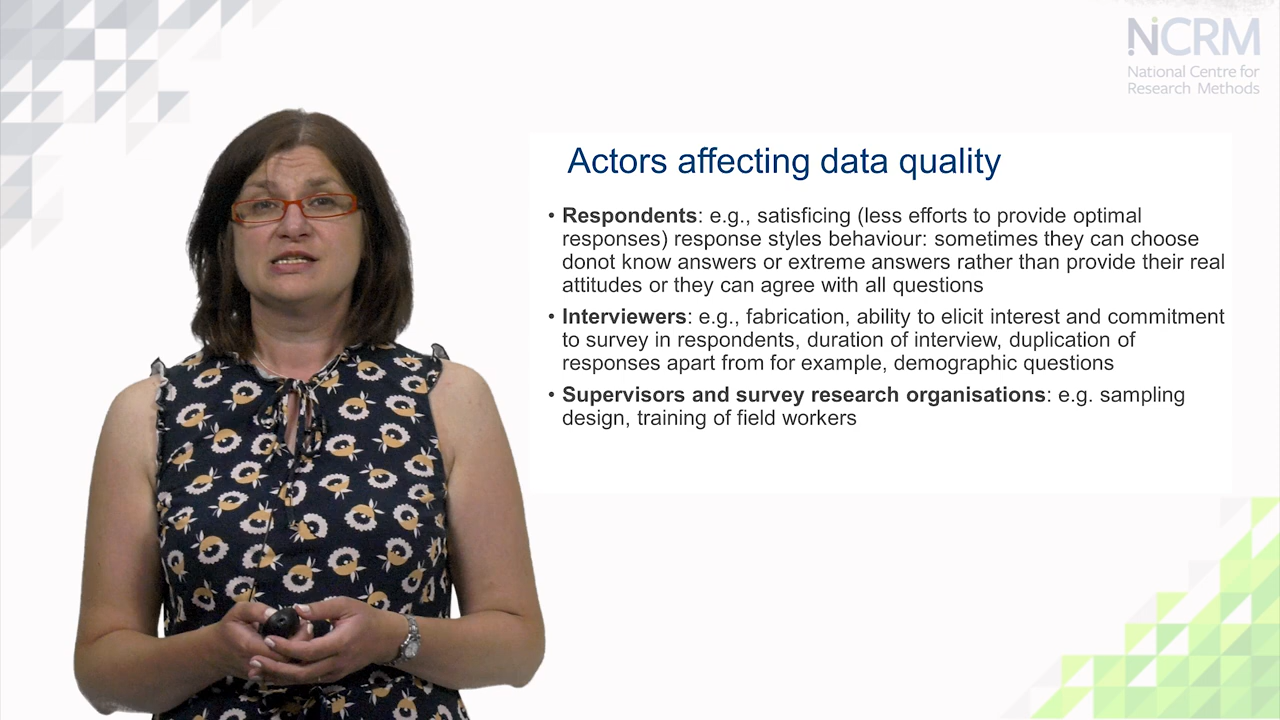 NCRM
National Centre for
Research Methods
Actors affecting data quality
• Respondents: e.g., satisficing (less efforts to provide optimal
responses) response styles behaviour: sometimes they can choose
donot know answers or extreme answers rather than provide their real
attitudes or they can agree with all questions
• Interviewers: e.g., fabrication, ability to elicit interest and commitment
to survey in respondents, duration of interview, duplication of
responses apart from for example, demographic questions
• Supervisors and survey research organisations: e.g. sampling
design, training of field workers